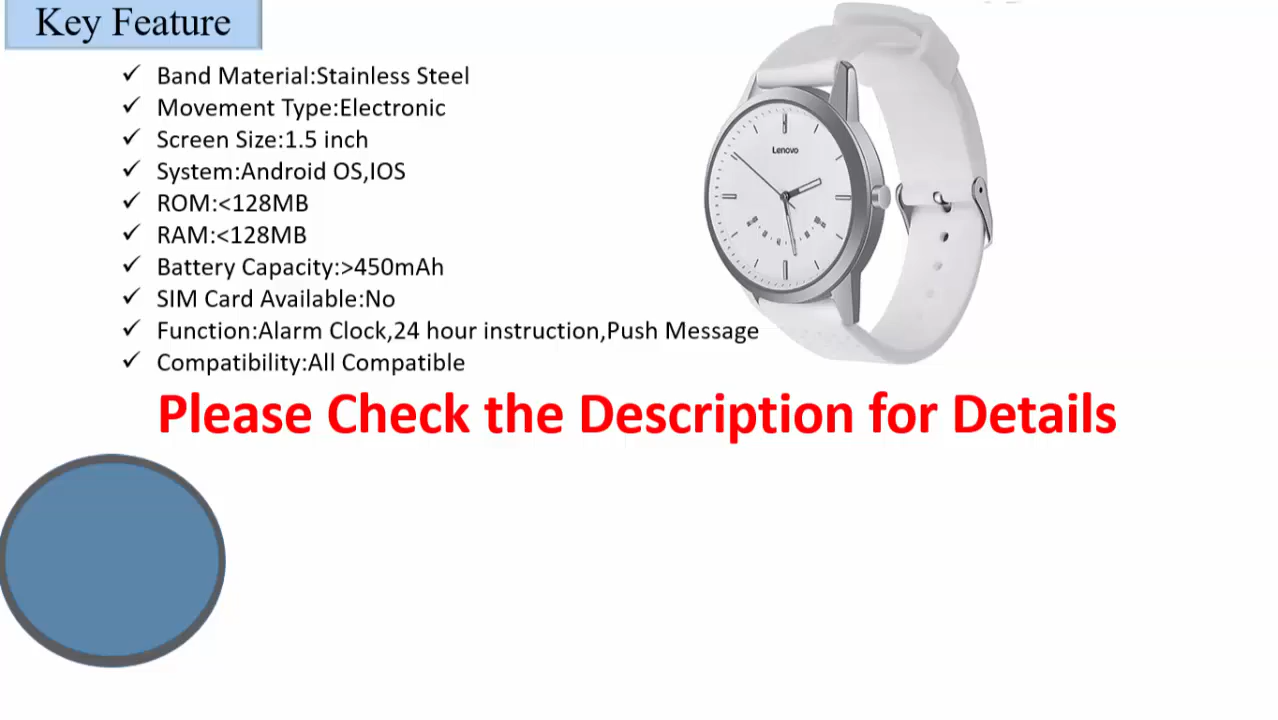 Key Feature
Band Material:Stainless Steel
Movement Type:Electronic
Screen Size:1.5 inch
System:Android OS,IOS
ROM:<128MB
RAM:<128MB
Battery Capacity:>450mAh
SIM Card Available:No
Function:Alarm Clock,24 hour instruction,Push Message
Compatibility:All Compatible
Lenovo
Please Check the Description for Details